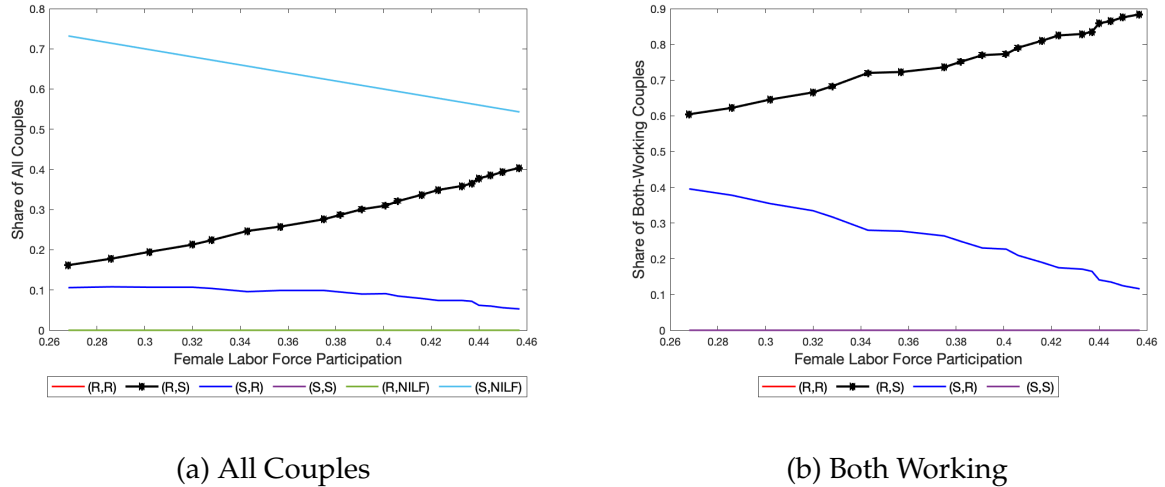 0.8
0.7
0.6
0.5
0.4
0.3
0.2
0.1
0
Share of All Couples
0.26 0.28 0.3 0.32 0.34 0.36 0.38 0.4 0.42 0.44 0.46
Female Labor Force Participation
(R,R) (R,S) (S,R) (S,S) (R,NILF) (S,NILF)
(a) All Couples
0.9
0.8
0.7
0.6
0.5
0.4
0.3
0.2
0.1
0
Share of Both-Working Couples
0.26 0.28 0.3 0.32 0.34 0.36 0.38 0.4 0.42 0.44 0.46
Female Labor Force Participation
(R,R) (R,S) (S,R) (S,S)
(b) Both Working